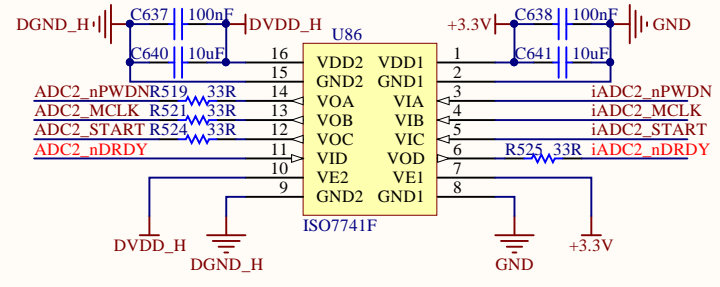 DGND_H C637 100nF DVDD_H +3.3V C638 100nF GND
U86
C640 10uF C641 10uF
16 VDD2 VDD1 1
15 GND2 GND1 2
ADC2_nPWDN R519 33R 14 VOA VIA 3 iADC2_nPWDN
ADC2_MCLK R521 33R 13 VOB VIB 4 iADC2_MCLK
ADC2_START R524 33R 12 VOC VIC 5 iADC2_START
ADC2_nDRDY 11 VID VOD 6 R525 33R iADC2_nDRDY
10 VE2 VE1 7
9 GND2 GND1 8
ISO7741F
DVDD_H DGND_H GND +3.3V